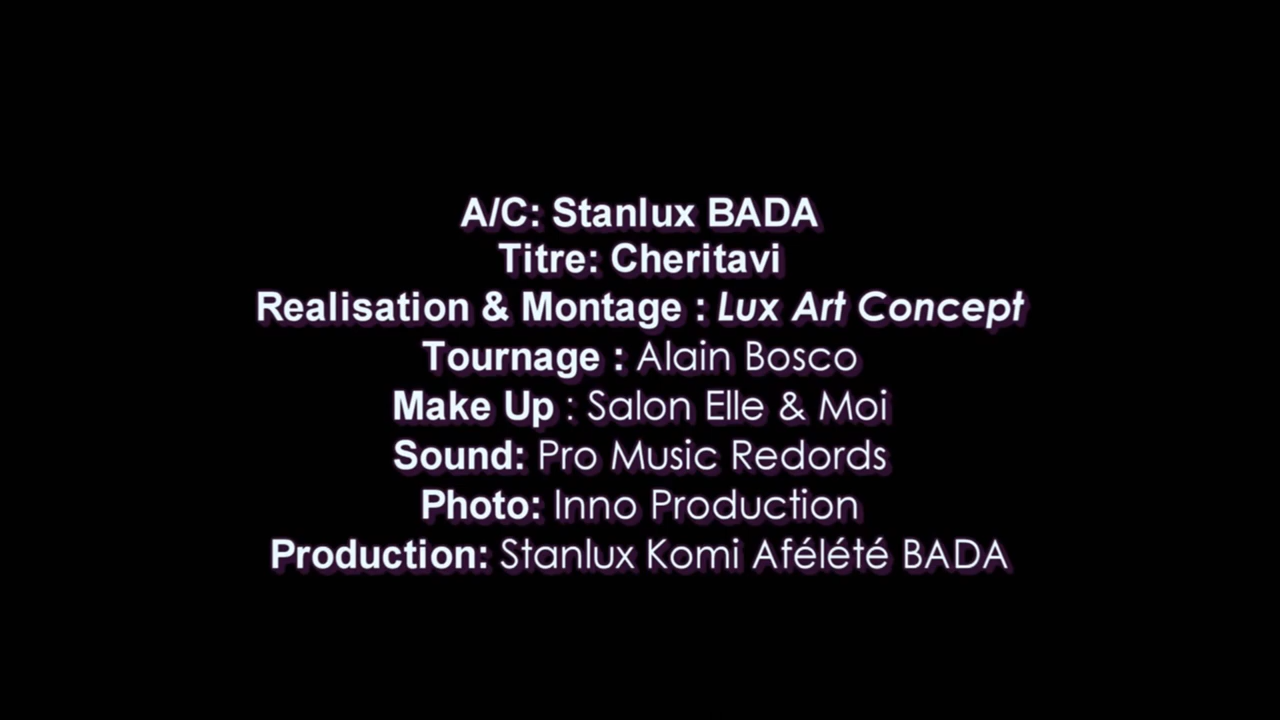 A/C: Stanlux BADA
Titre: Cheritavi
Realisation & Montage : Lux Art Concept
Tournage : Alain Bosco
Make Up : Salon Elle & Moi
Sound: Pro Music Redords
Photo: Inno Production
Production: Stanlux Komi Afélété BADA